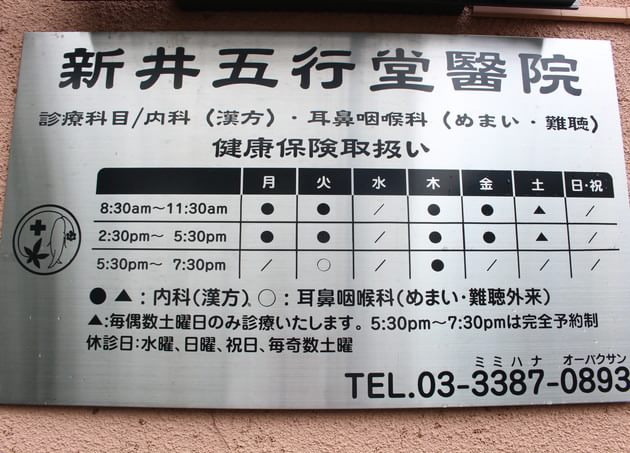 新井五行堂醫院
診療科目/内科（漢方）・耳鼻咽喉科（めまい・難聴）
健康保険取扱い
月 火 水 木 金 土 日・祝
8:30am〜11:30am ● ● / ● ● ▲ /
2:30pm〜 5:30pm ● ● / ● ● ▲ /
5:30pm〜 7:30pm / ○ / ● / / /
●▲：内科(漢方)、○：耳鼻咽喉科(めまい・難聴外来)
▲:毎偶数土曜日のみ診療いたします。5:30pm〜7:30pmは完全予約制
休診日:水曜、日曜、祝日、毎奇数土曜
ミミハナ オーバクサン
TEL.03-3387-0893